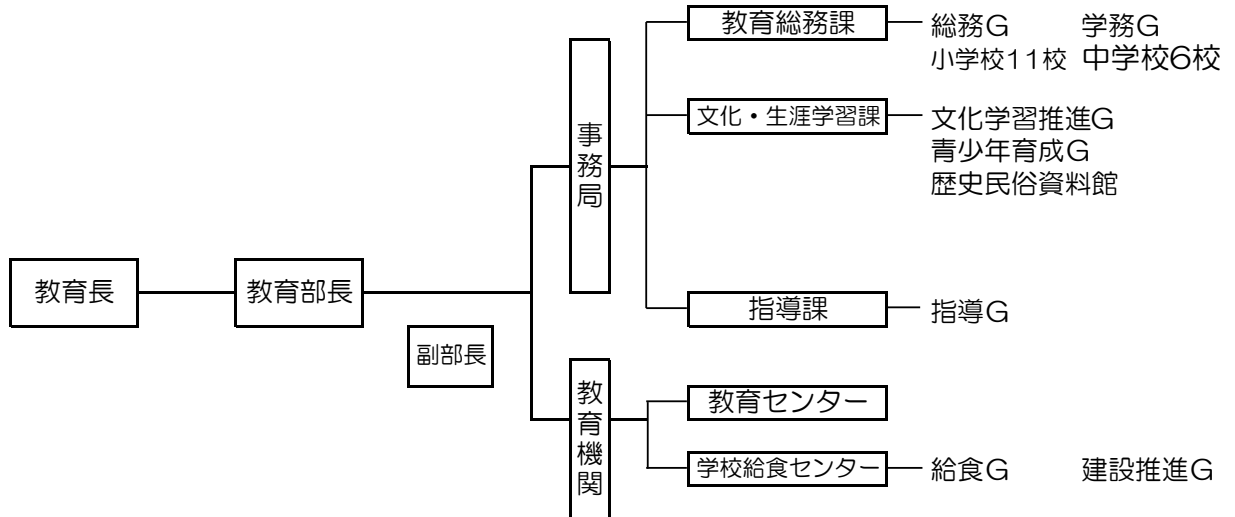 教育総務課
総務G 学務G
小学校11校 中学校6校
文化・生涯学習課
文化学習推進G
青少年育成G
歴史民俗資料館
事務局
教育長
教育部長
副部長
指導課
指導G
教育機関
教育センター
学校給食センター
給食G 建設推進G